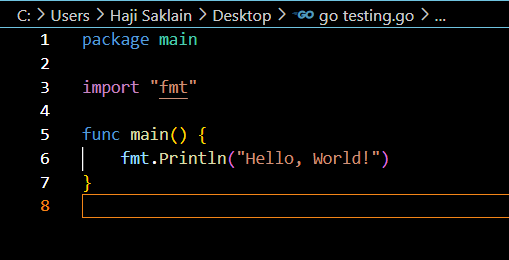 C: > Users > Haji Saklain > Desktop > GO go testing.go > ...
1 package main
2
3 import "fmt"
4
5 func main() {
6     fmt.Println("Hello, World!")
7 }
8